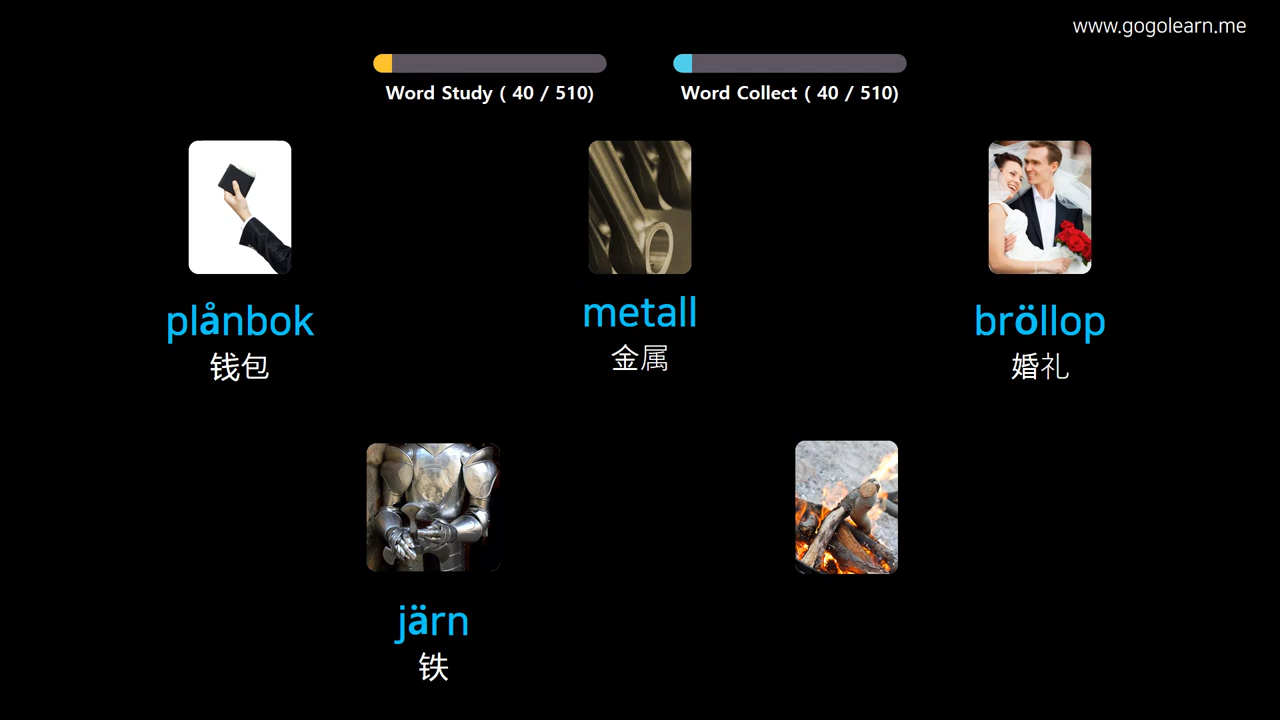 www.gogolearn.me
Word Study ( 40 / 510)
Word Collect ( 40 / 510)
plånbok
钱包
metall
金属
bröllop
婚礼
järn
铁